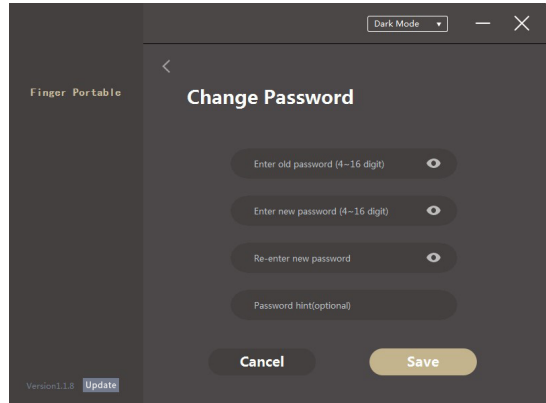 Dark Mode
Finger Portable
Change Password
Enter old password (4~16 digit)
Enter new password (4~16 digit)
Re-enter new password
Password hint(optional)
Cancel
Save
Version1.1.8 Update